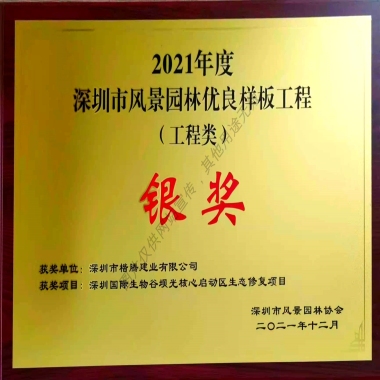 2021年度
深圳市风景园林优良样板工程
（工程类）
银奖
获奖单位：深圳市楷腾建业有限公司
获奖项目：深圳国际生物谷坝光核心启动区生态修复项目
深圳市风景园林协会
二〇二一年十二月